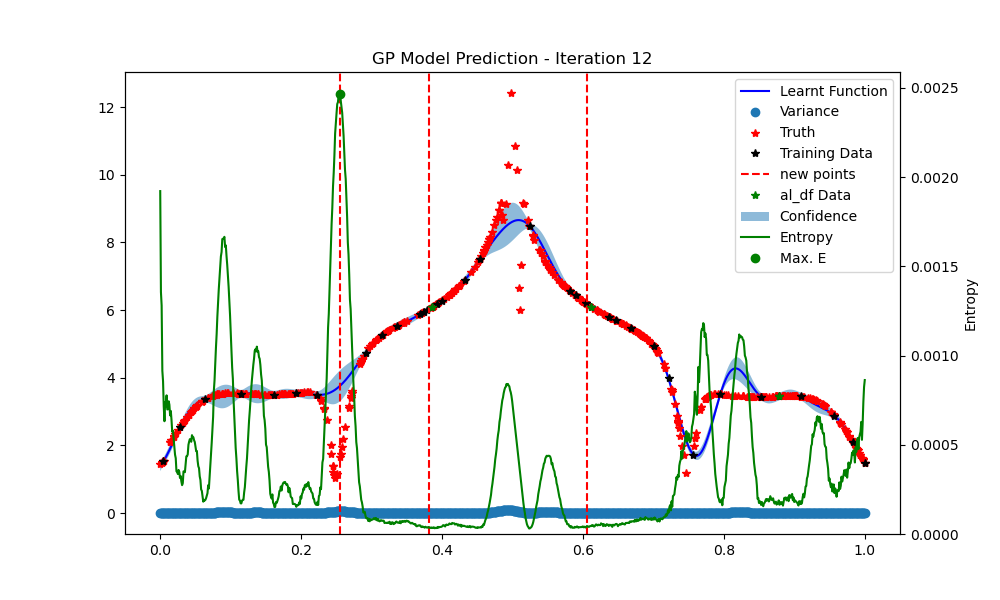 GP Model Prediction - Iteration 12
Learnt Function
Variance
Truth
Training Data
new points
al_df Data
Confidence
Entropy
Max. E
12
10
8
6
4
2
0
0.0025
0.0020
0.0015
0.0010
0.0005
0.0000
Entropy
0.0 0.2 0.4 0.6 0.8 1.0